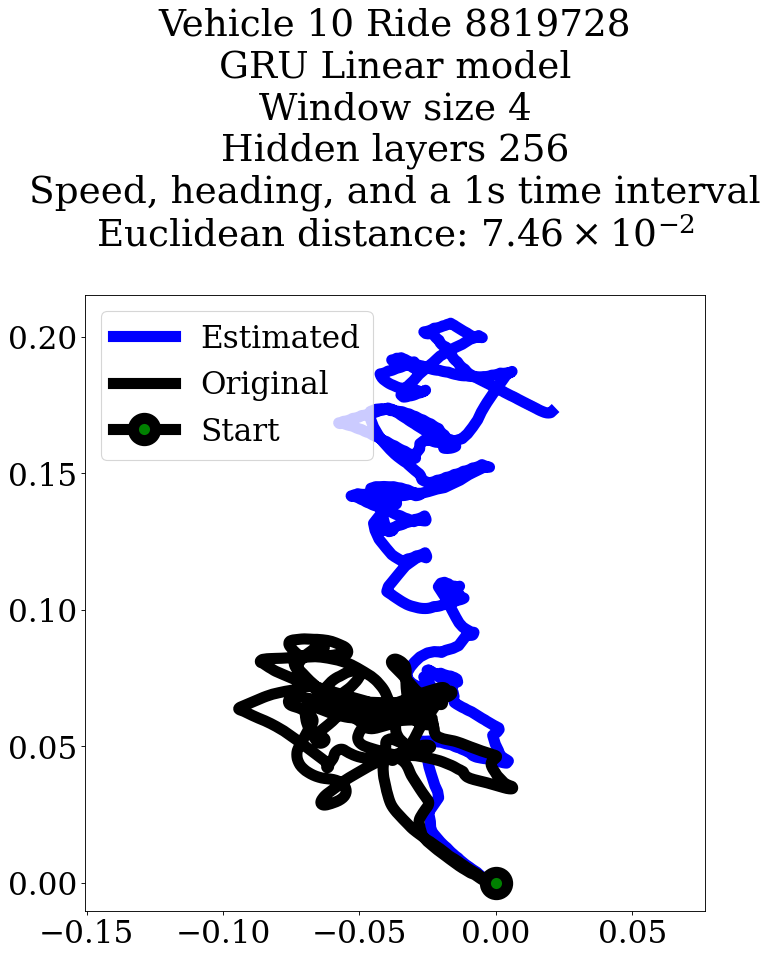 Vehicle 10 Ride 8819728
GRU Linear model
Window size 4
Hidden layers 256
Speed, heading, and a 1s time interval
Euclidean distance: 7.46 × 10⁻²
Estimated
Original
Start
0.20
0.15
0.10
0.05
0.00
−0.15 −0.10 −0.05 0.00 0.05